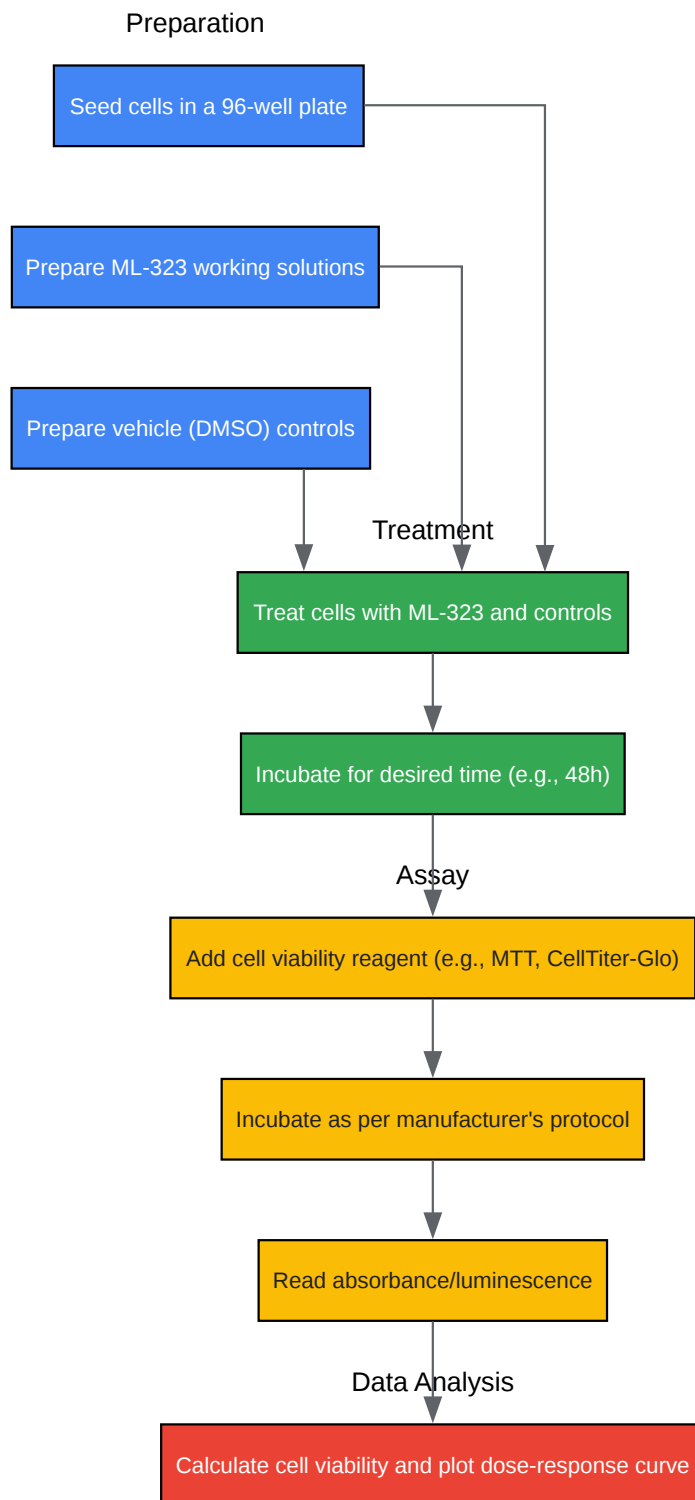 Preparation
Seed cells in a 96-well plate
Prepare ML-323 working solutions
Prepare vehicle (DMSO) controls
Treatment
Treat cells with ML-323 and controls
Incubate for desired time (e.g., 48h)
Assay
Add cell viability reagent (e.g., MTT, CellTiter-Glo)
Incubate as per manufacturer's protocol
Read absorbance/luminescence
Data Analysis
Calculate cell viability and plot dose-response curve